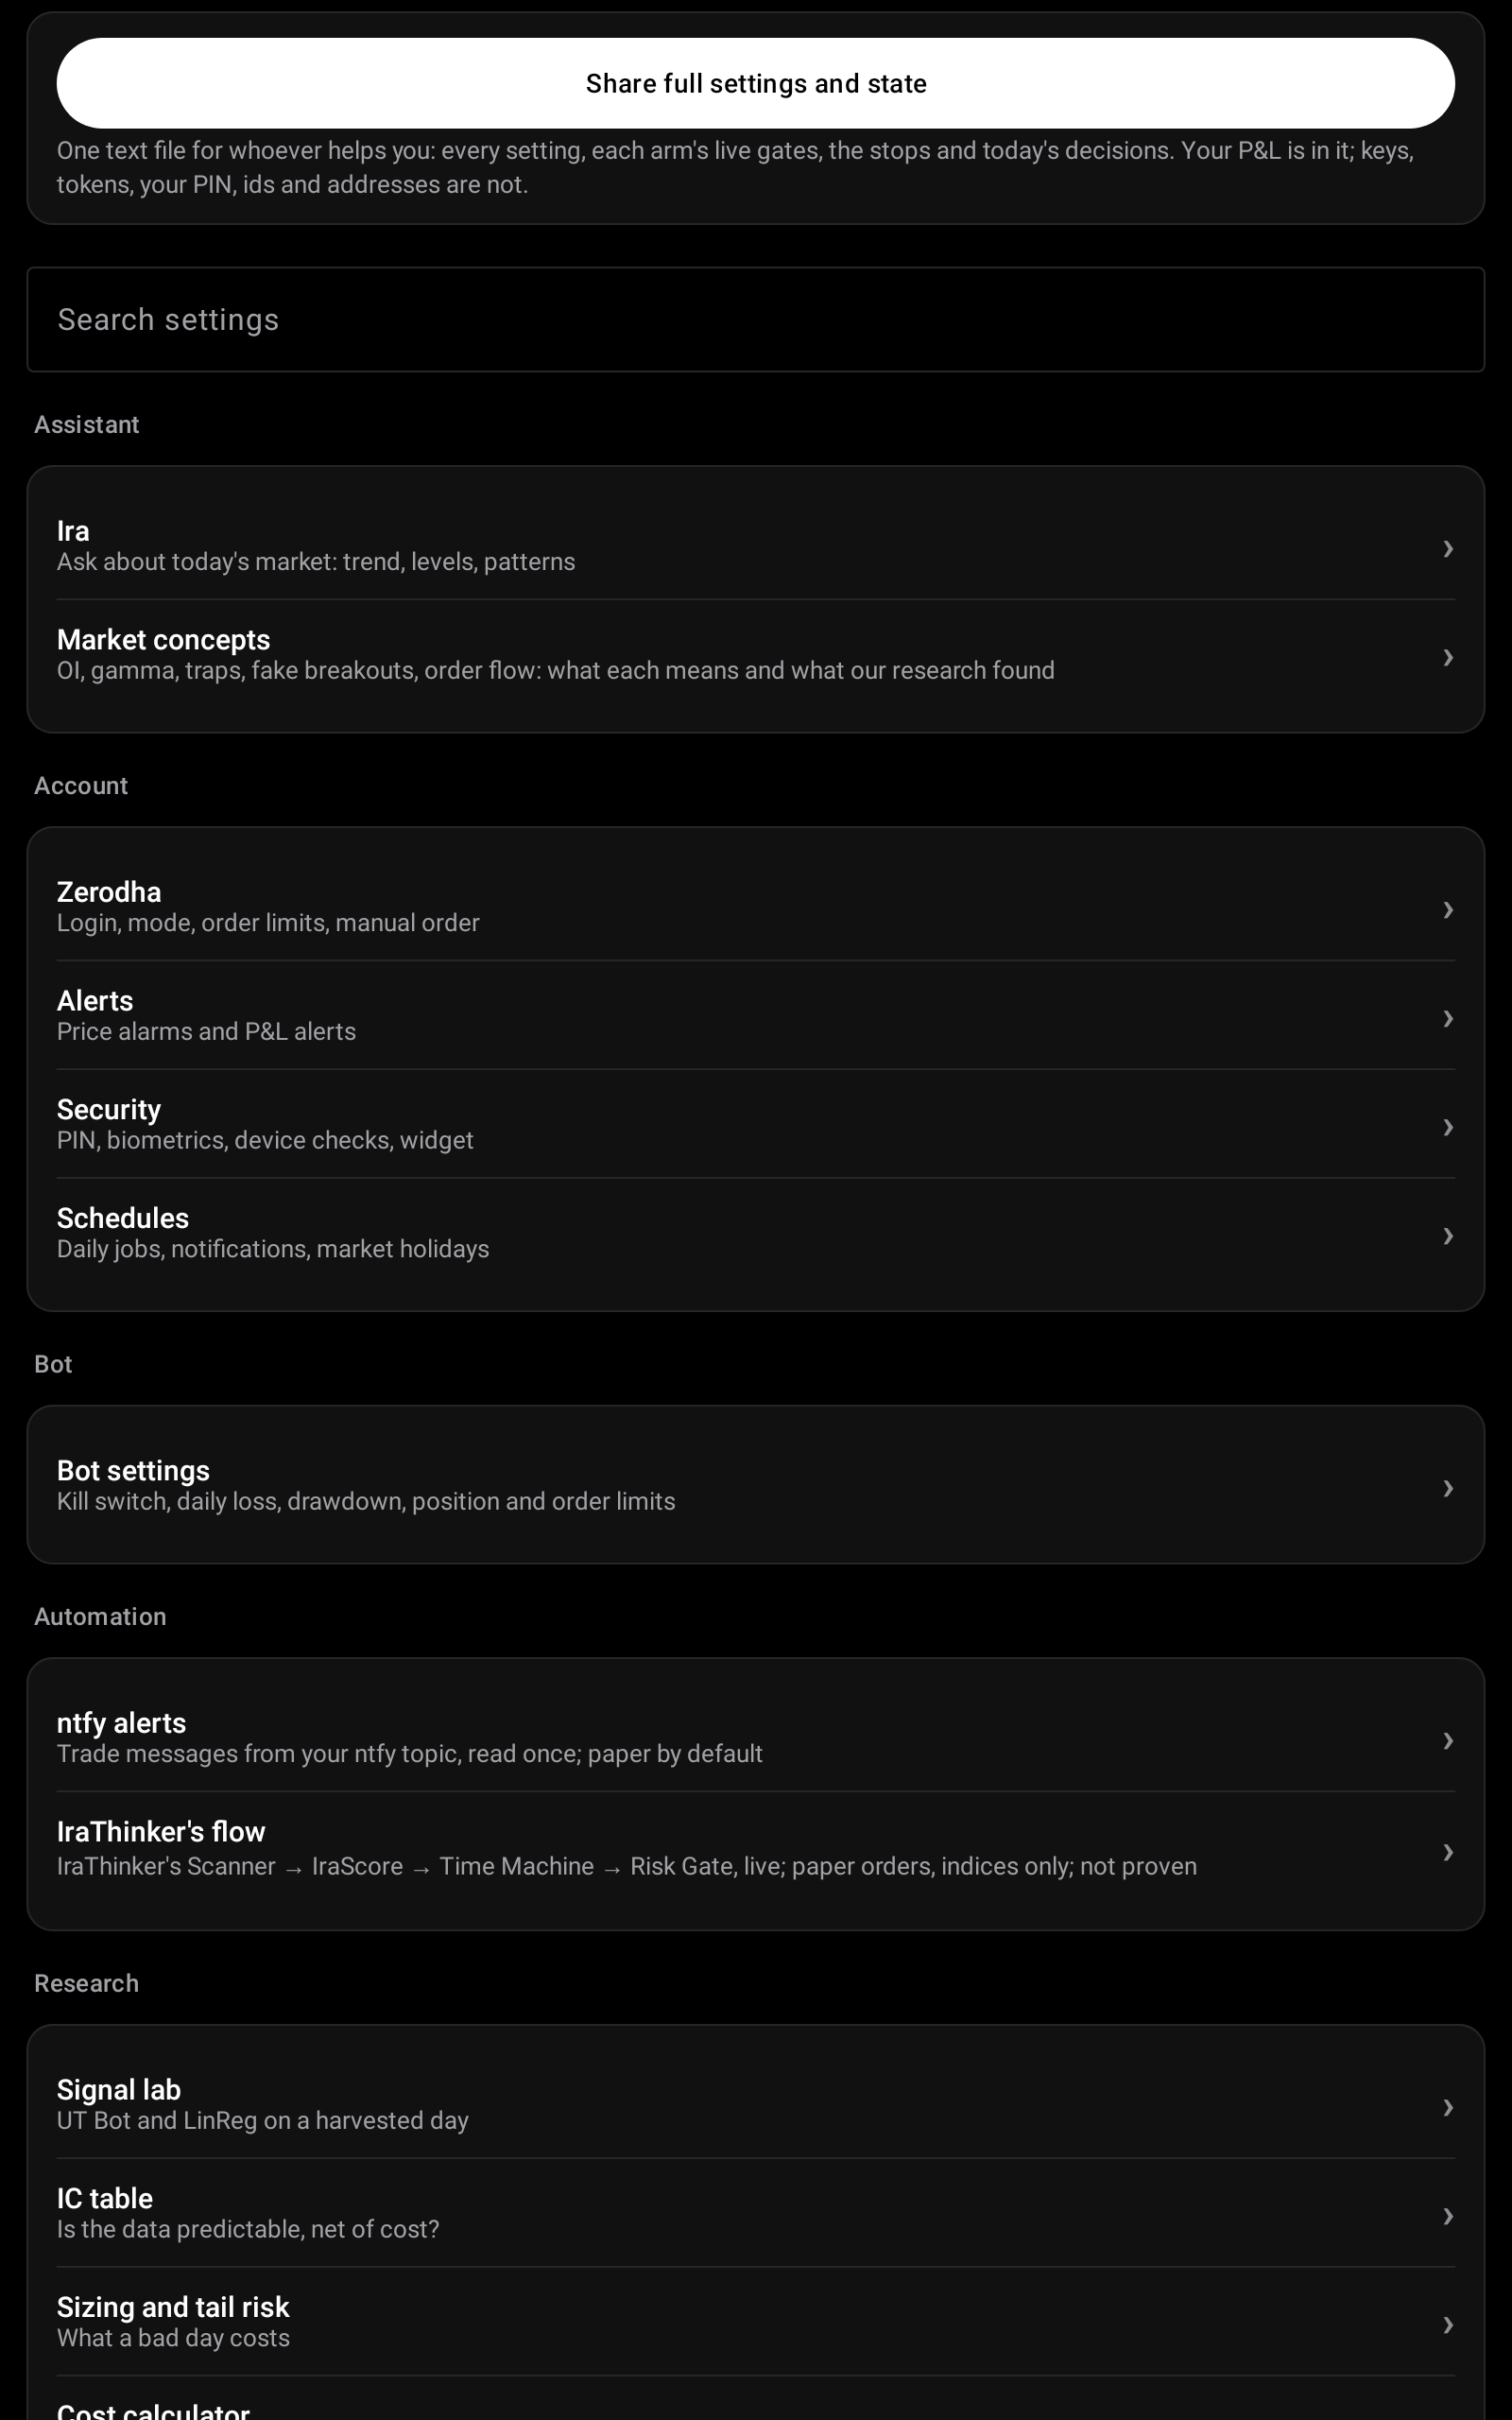 Share full settings and state
One text file for whoever helps you: every setting, each arm's live gates, the stops and today's decisions. Your P&L is in it; keys,
tokens, your PIN, ids and addresses are not.
Search settings
Assistant
Ira
Ask about today's market: trend, levels, patterns
Market concepts
OI, gamma, traps, fake breakouts, order flow: what each means and what our research found
Account
Zerodha
Login, mode, order limits, manual order
Alerts
Price alarms and P&L alerts
Security
PIN, biometrics, device checks, widget
Schedules
Daily jobs, notifications, market holidays
Bot
Bot settings
Kill switch, daily loss, drawdown, position and order limits
Automation
ntfy alerts
Trade messages from your ntfy topic, read once; paper by default
IraThinker's flow
IraThinker's Scanner → IraScore → Time Machine → Risk Gate, live; paper orders, indices only; not proven
Research
Signal lab
UT Bot and LinReg on a harvested day
IC table
Is the data predictable, net of cost?
Sizing and tail risk
What a bad day costs
Cost calculator